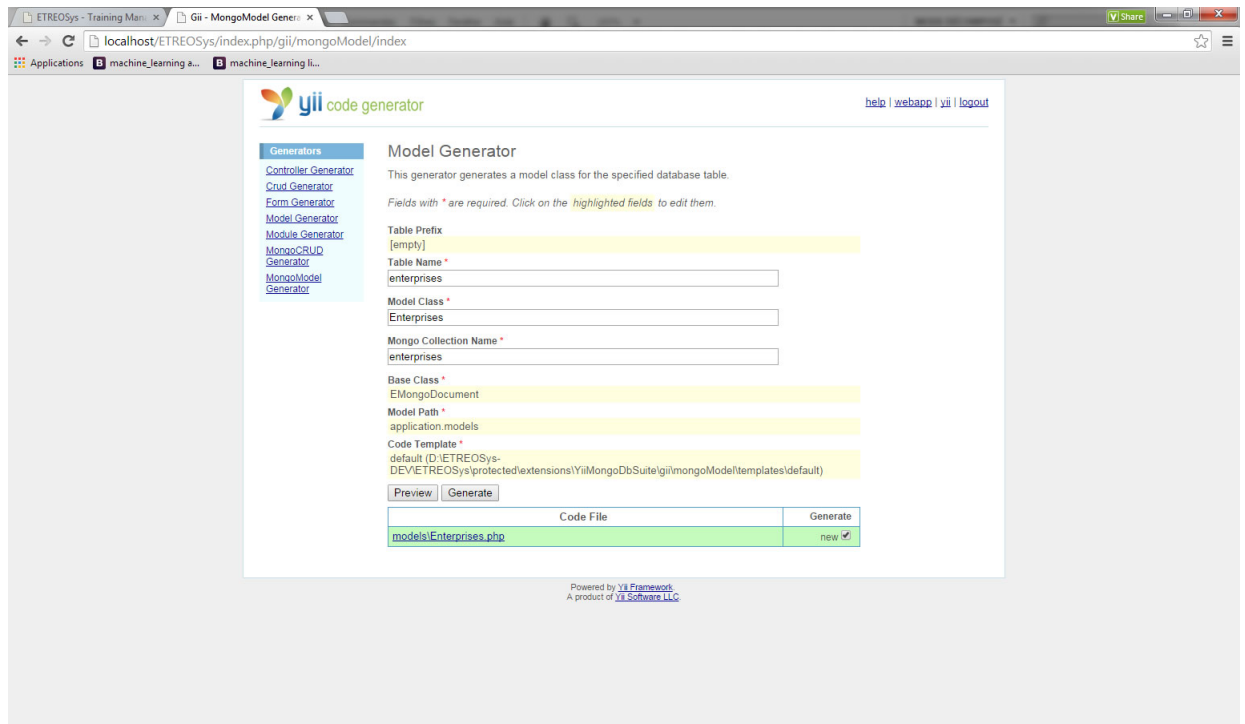 ETREOSys - Training Man
Gii - MongoModel Genera
Share
localhost/ETREOSys/index.php/gii/mongoModel/index
Applications
machine_learning a...
machine_learning li...
yii code generator
help | webapp | yii | logout
Generators
Controller Generator
Crud Generator
Form Generator
Model Generator
Module Generator
MongoCRUD
Generator
MongoModel
Generator
Model Generator
This generator generates a model class for the specified database table.
Fields with * are required. Click on the highlighted fields to edit them.
Table Prefix
[empty]
Table Name *
enterprises
Model Class *
Enterprises
Mongo Collection Name *
enterprises
Base Class *
EMongoDocument
Model Path *
application.models
Code Template *
default (D:\ETREOSys-
DEV\ETREOSys\protected\extensions\YiiMongoDbSuite\gii\mongoModel\templates\default)
Preview Generate
Code File Generate
models\Enterprises.php new
Powered by Yii Framework.
A product of Yii Software LLC.